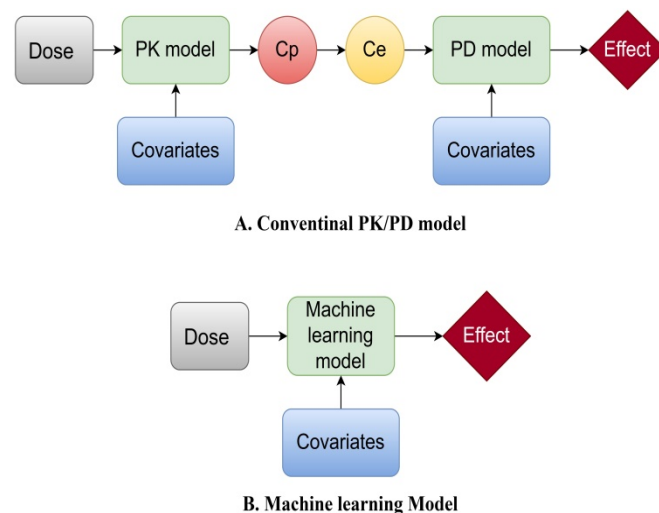 Dose
PK model
Cp
Ce
PD model
Effect
Covariates
Covariates
A. Conventinal PK/PD model
Dose
Machine
learning
model
Effect
Covariates
B. Machine learning Model